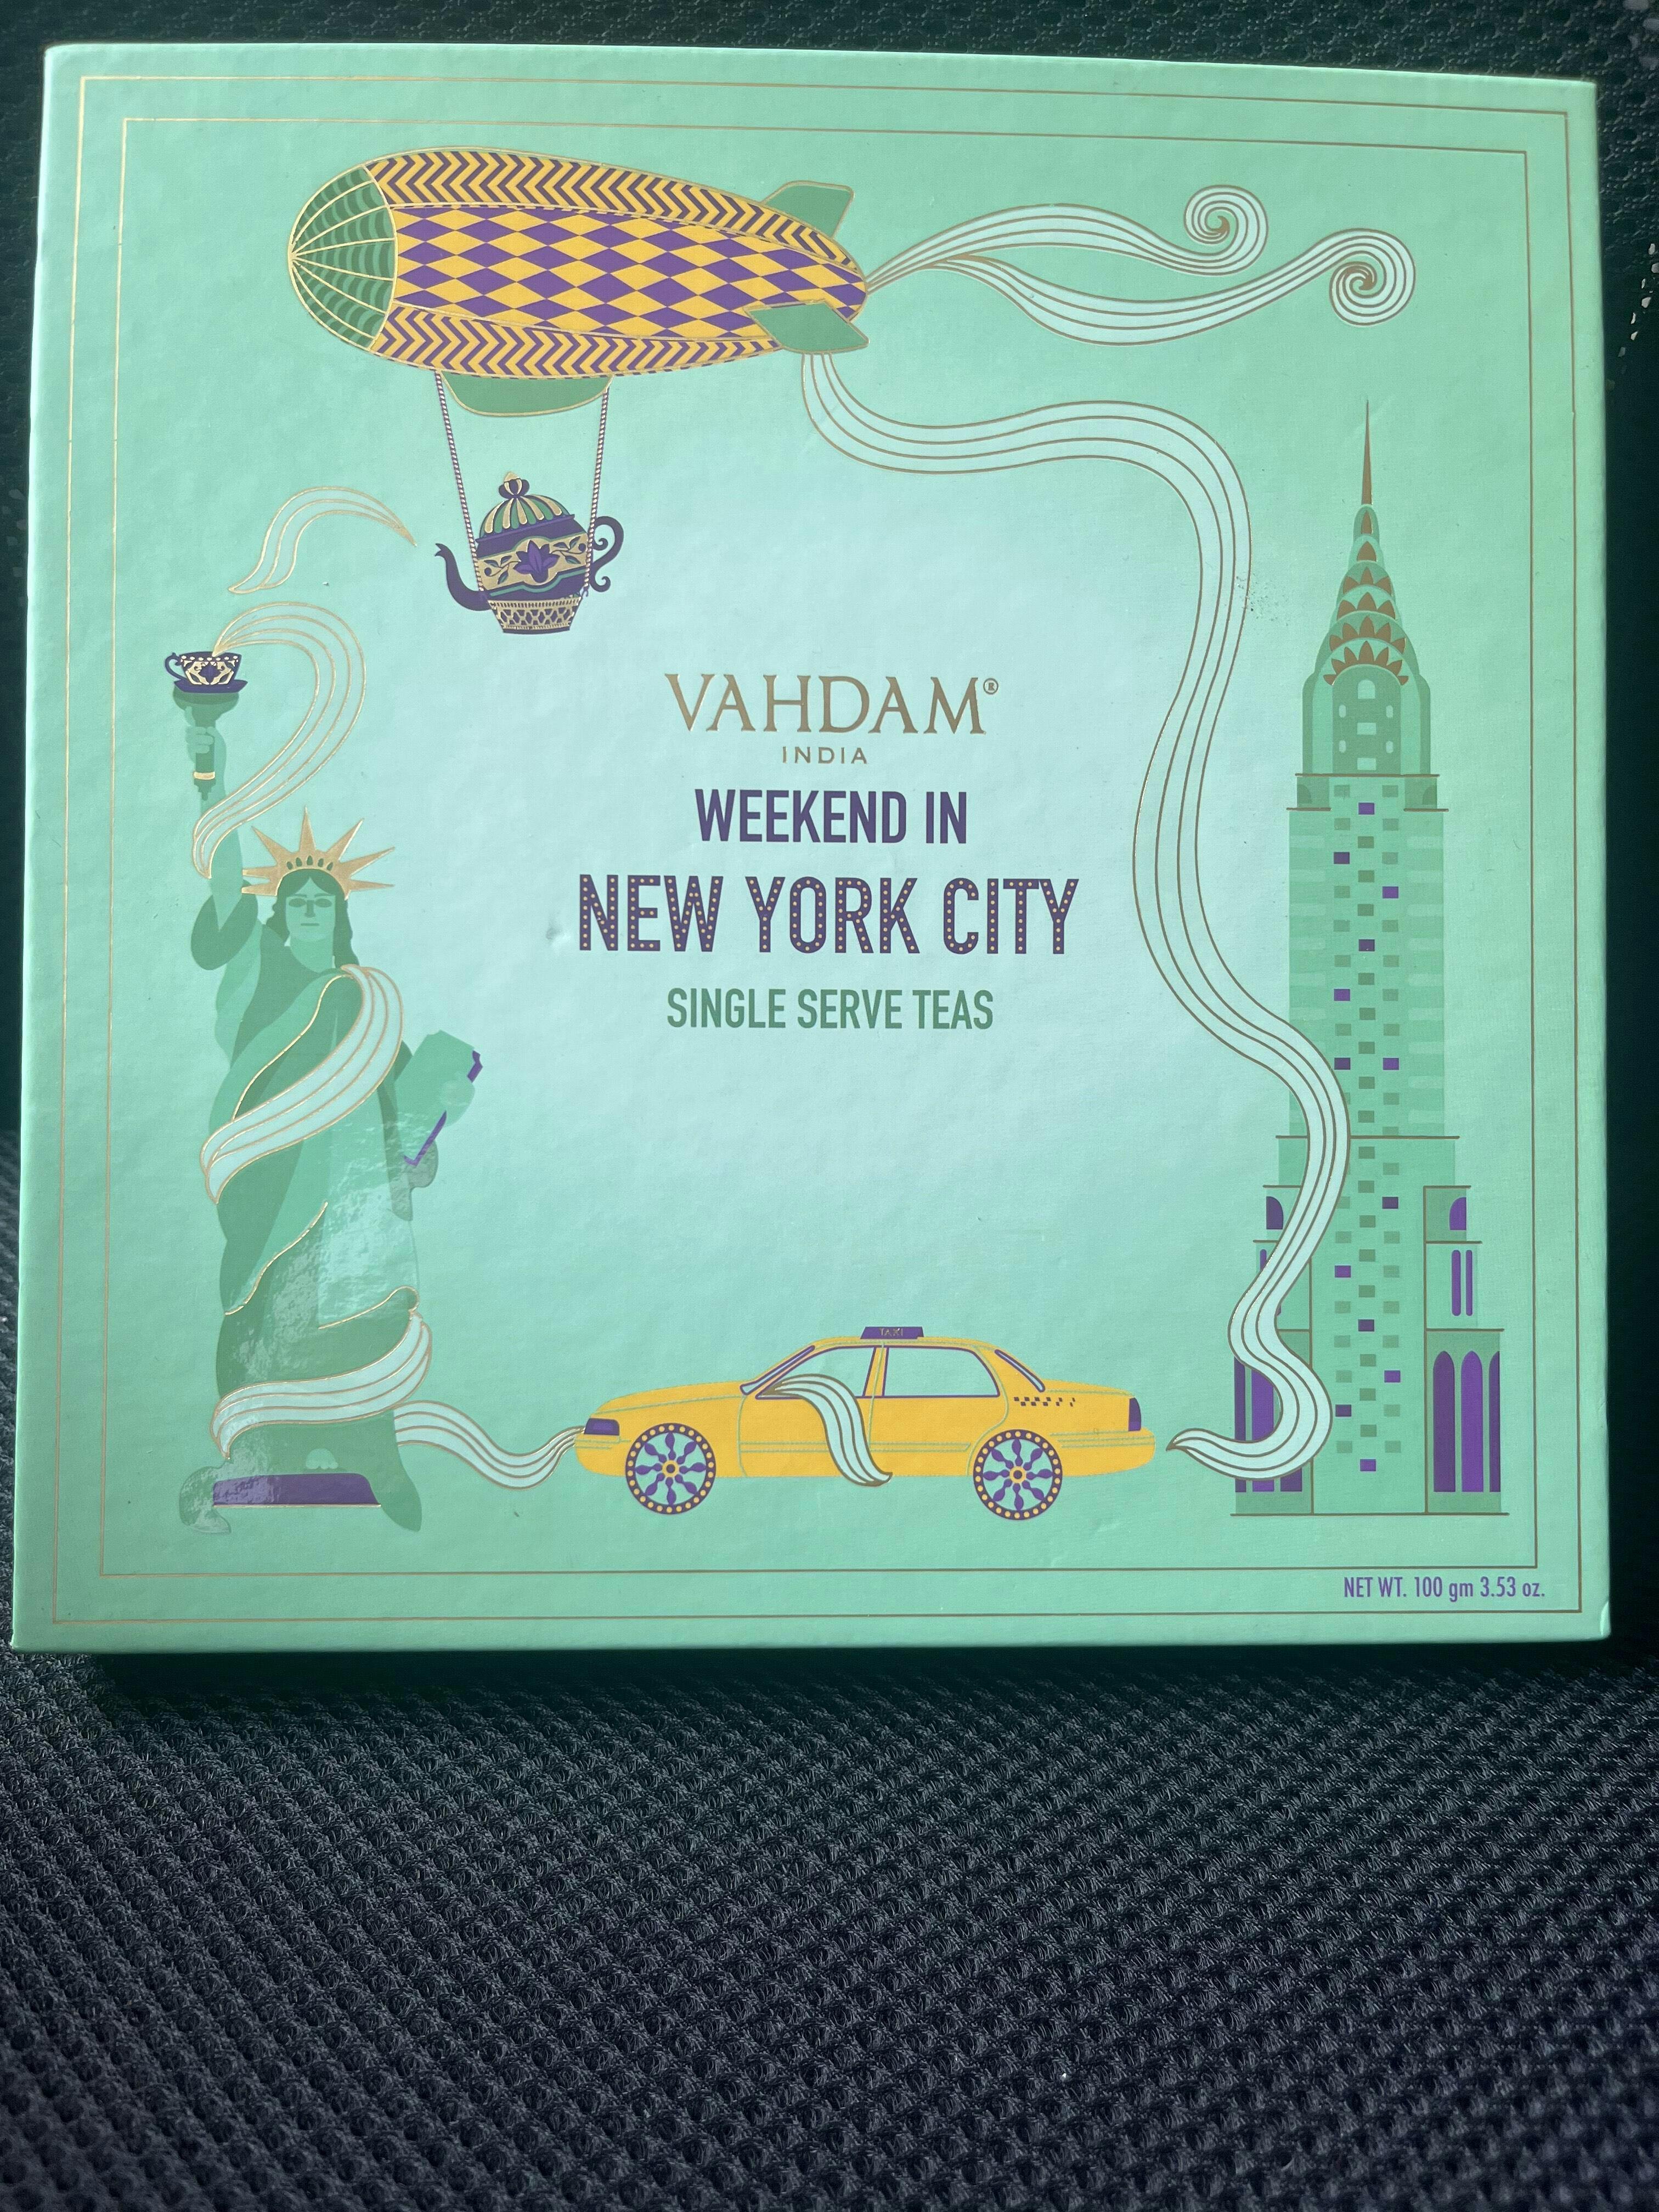 VAHDAM®
INDIA
WEEKEND IN
NEW YORK CITY
SINGLE SERVE TEAS
TAXI
NET WT. 100 gm 3.53 oz.